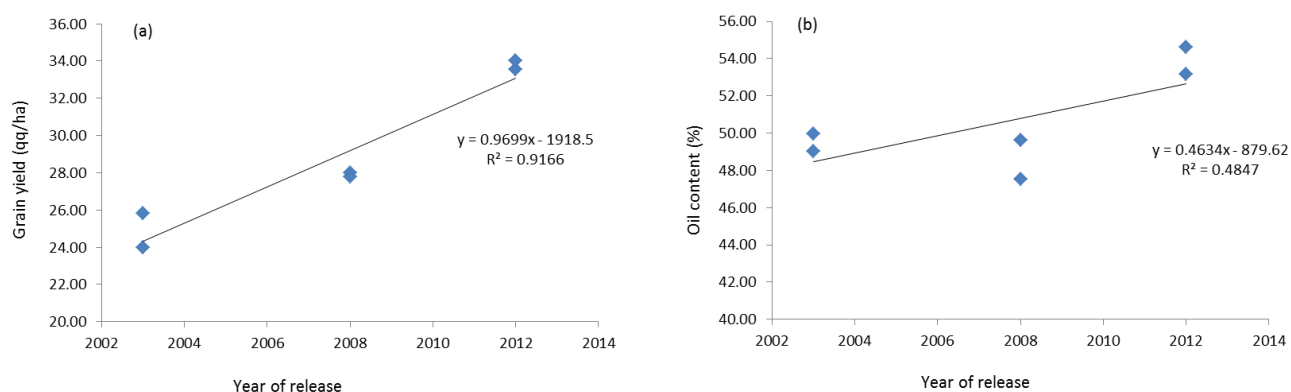 (a)
36.00
34.00
32.00
30.00
28.00
26.00
24.00
22.00
20.00
Grain yield (qq/ha)
y = 0.9699x - 1918.5
R² = 0.9166
2002 2004 2006 2008 2010 2012 2014
Year of release
(b)
56.00
54.00
52.00
50.00
48.00
46.00
44.00
42.00
40.00
Oil content (%)
y = 0.4634x - 879.62
R² = 0.4847
2002 2004 2006 2008 2010 2012 2014
Year of release